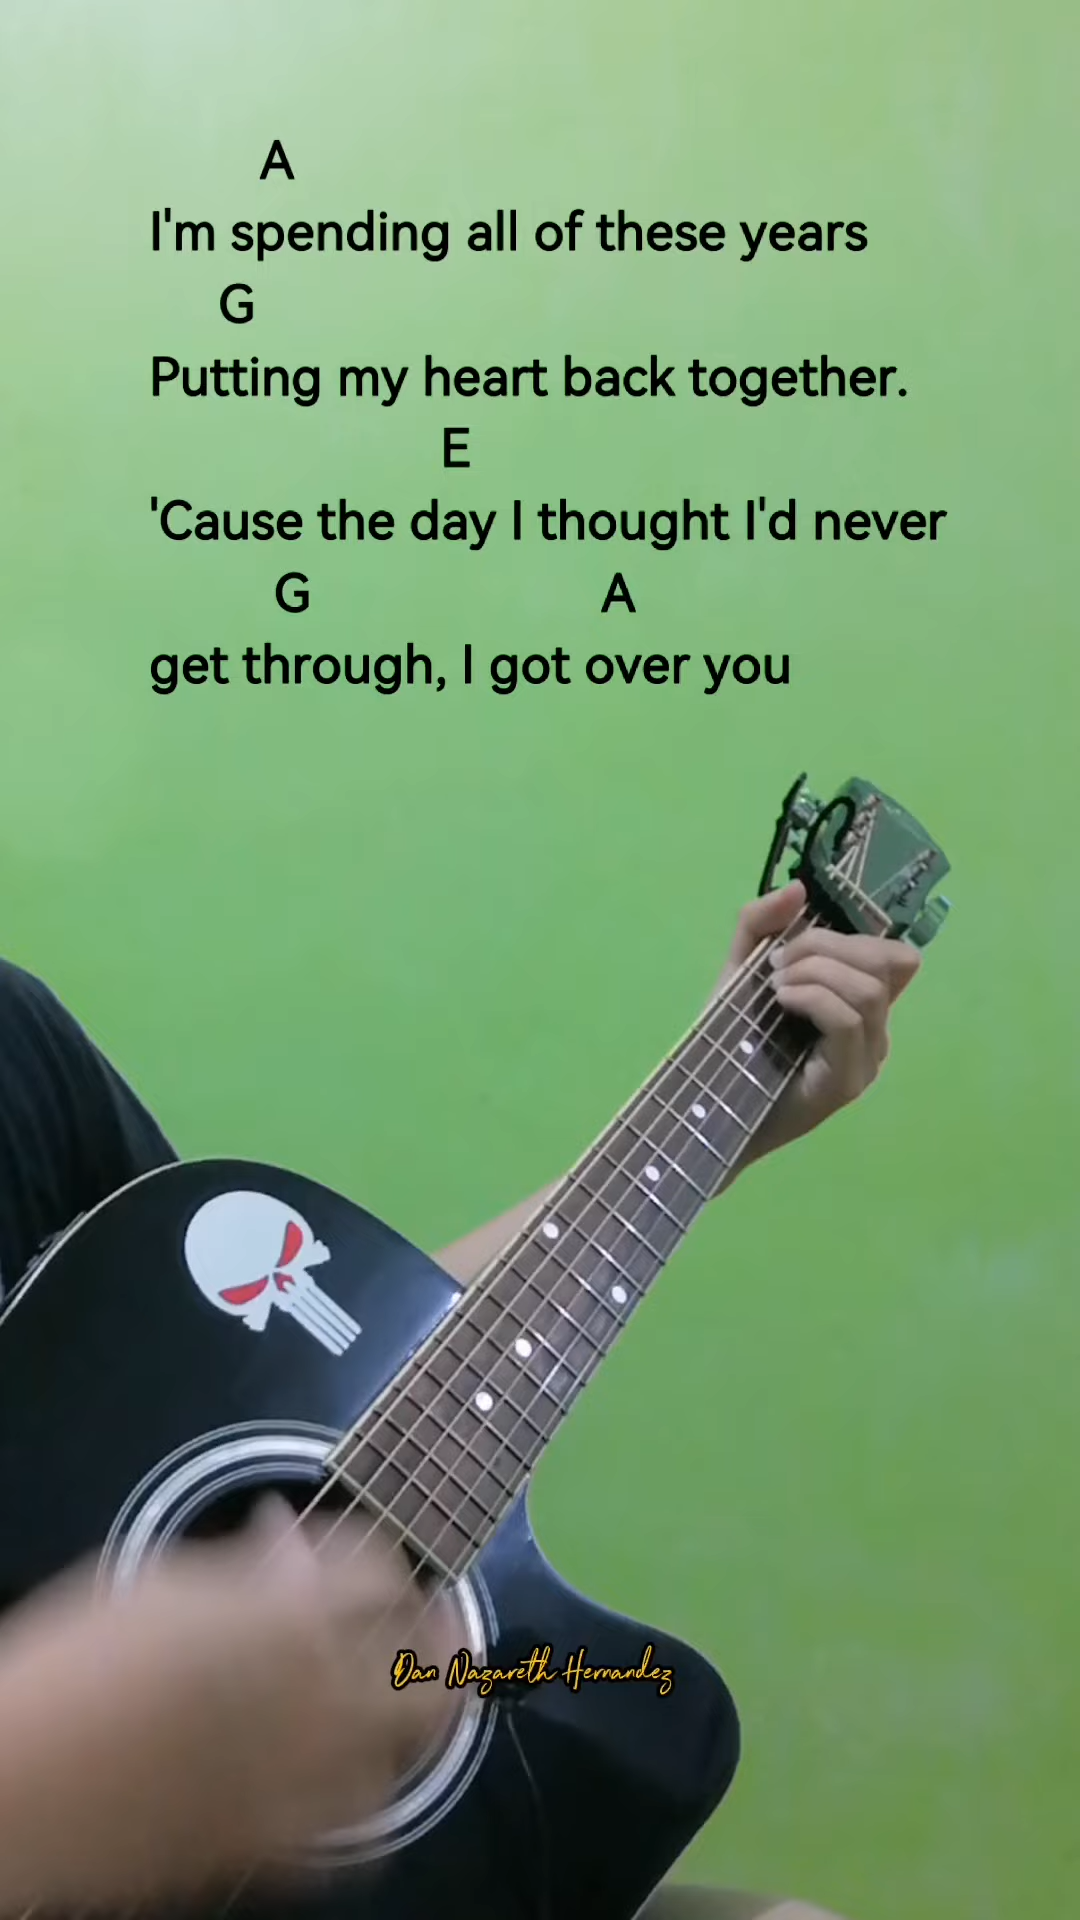 A
I'm spending all of these years
G
Putting my heart back together.
E
'Cause the day I thought I'd never
G A
get through, I got over you
Dan Nazareth Hernandez